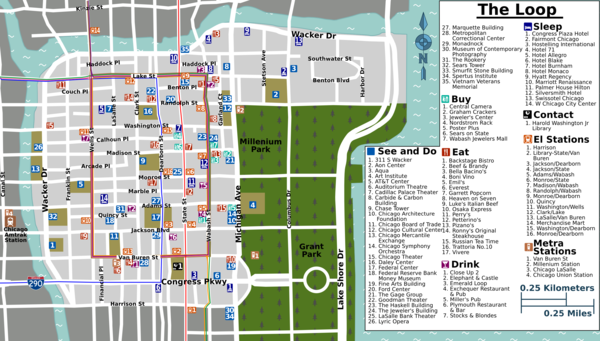 The Loop
Kinzie St
Wacker Dr
Haddock Pl
Haddock Pl
Southwater St
Lake St
Benton Blvd
Couch Pl
Randolph St
Washington St
Calhoun Pl
Madison St
Arcade Pl
Monroe St
Marble Pl
Adams St
Quincy St
Jackson Blvd
Van Buren St
Congress Pkwy
Harrison St
Wacker Dr
Canal St
Franklin St
LaSalle St
Clark St
Dearborn St
State St
Wabash St
Garland Ct
Michigan Ave
Stetson Ave
Columbus Dr
Lake Shore Dr
Financial Pl
Millenium
Park
Grant
Park
Chicago
Amtrak
Station
290
See and Do
1. 311 S Wacker
2. Aon Center
3. Aqua
4. Art Institute
5. AT&T Center
6. Auditorium Theatre
7. Cadillac Palace Theatre
8. Carbide & Carbon
Building
9. Chase Tower
10. Chicago Architecture
Foundation
11. Chicago Board of Trade
12. Chicago Cultural Center
13. Chicago Mercantile
Exchange
14. Chicago Symphony
Orchestra
15. Chicago Theater
16. Daley Center
17. Federal Center
18. Federal Reserve Bank
Money Museum
19. Fine Arts Building
20. Ford Center
21. The Gage Group
22. Goodman Theater
23. The Haskell Building
24. The Jeweler's Building
25. LaSalle Bank Theater
26. Lyric Opera
27. Marquette Building
28. Metropolitan
Correctional Center
29. Monadnock
30. Museum of Contemporary
Photography
31. The Rookery
32. Sears Tower
33. Smurfit Stone Building
34. Spertus Institute
35. Vietnam Veterans
Memorial
Buy
1. Central Camera
2. Graham Crackers
3. Jeweler's Center
4. Nordstrom Rack
5. Poster Plus
6. Sears on State
7. Wabash Jewelers Mall
Eat
1. Backstage Bistro
2. Beef & Brandy
3. Bella Bacino's
4. Boni Vino
5. Emi's
6. Everest
7. Garrett Popcorn
8. Heaven on Seven
9. Luke's Italian Beef
10. Osaka Express
11. Perry's
12. Petterino's
13. Pizano's
14. Ronny's Original
Steakhouse
15. Russian Tea Time
16. Trattoria No.10
17. Vivere
Drink
1. Close Up 2
2. Elephant & Castle
3. Emerald Loop
4. Exchequer Restaurant
& Pub
5. Miller's Pub
6. Plymouth Restaurant
& Bar
7. Stocks & Blondes
Sleep
1. Congress Plaza Hotel
2. Fairmont Chicago
3. Hostelling International
4. Hotel 71
5. Hotel Allegro
6. Hotel Blake
7. Hotel Burnham
8. Hotel Monaco
9. Hyatt Regency
10. Marriott Renaissance
11. Palmer House Hilton
12. Silversmith Hotel
13. Swissotel Chicago
14. W Chicago City Center
Contact
1. Harold Washington Jr
Library
El Stations
1. Harrison
2. Library-State/Van
Buren
3. Jackson/Dearborn
4. Jackson/State
5. Adams/Wabash
6. Monroe/State
7. Madison/Wabash
8. Randolph/Wabash
9. Monroe/Dearborn
10. Quincy
11. Washington/Wells
12. Clark/Lake
13. LaSalle/Van Buren
14. Merchandise Mart
15. Washington/Dearborn
16. Monroe/Dearborn
Metra
Stations
1. Van Buren St
2. Millenium Station
3. Chicago LaSalle
4. Chicago Union Station
0.25 Kilometers
0.25 Miles